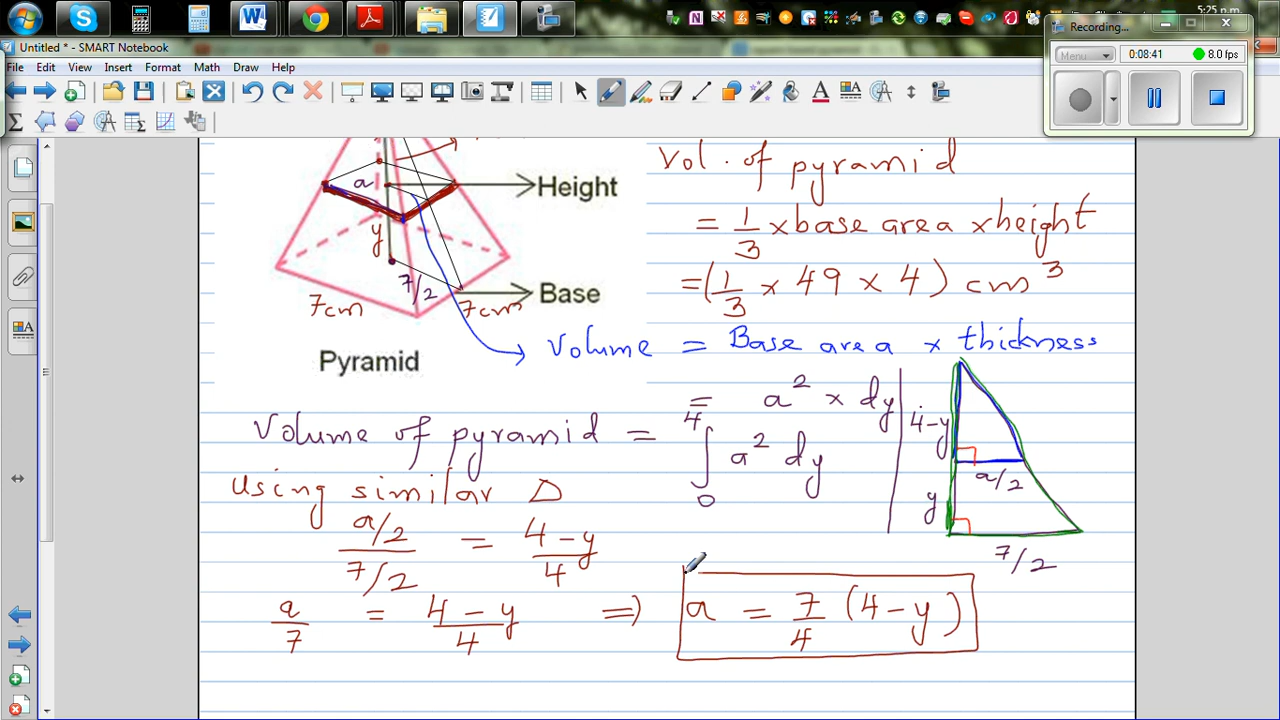 5:25 p.m.
Recording...
Untitled * - SMART Notebook
Menu
0:08:41
8.0 fps
File Edit View Insert Format Math Draw Help
Vol. of pyramid
a
Height
= 1/3 x base area x height
y
= (1/3 x 49 x 4) cm³
7/2
Base
7cm
7cm
Volume = Base area x thickness
Pyramid
= a² x dy
4-y
Volume of pyramid = ∫₀⁴ a² dy
a/2
Using similar Δ
y
(a/2)/(7/2) = (4-y)/4
7/2
a/7 = (4-y)/4 ⇒ a = 7/4 (4-y)